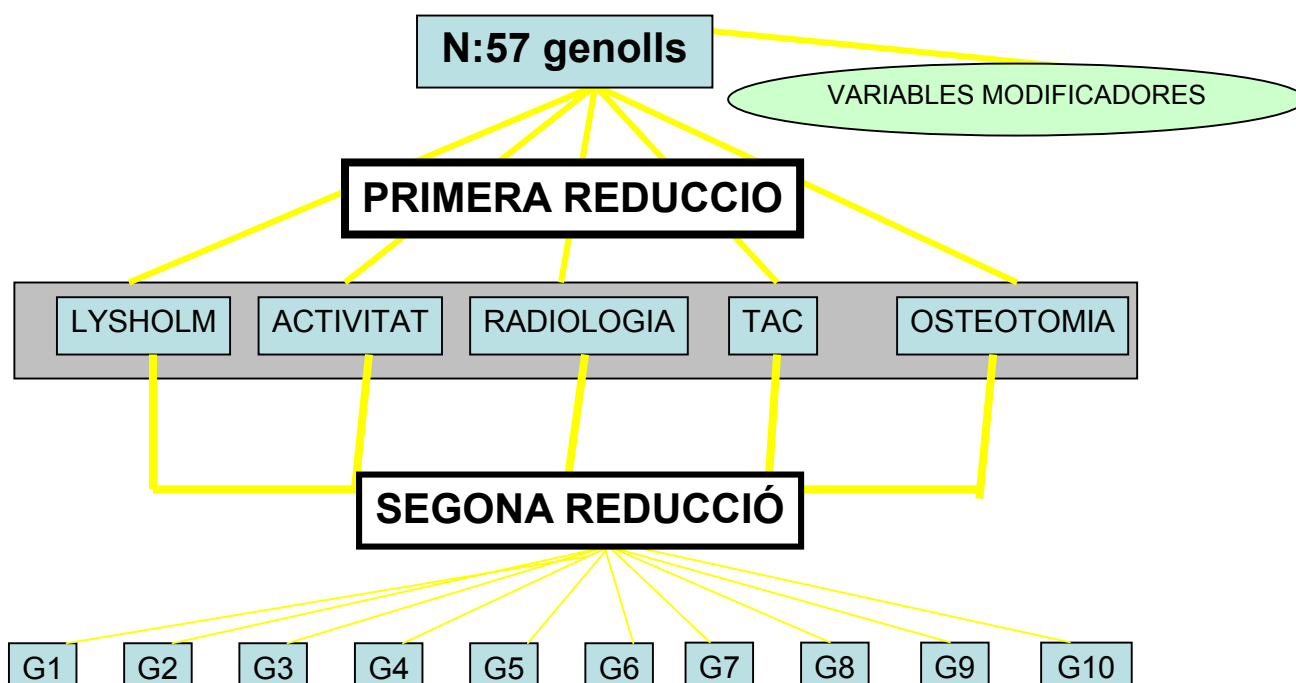 N:57 genolls
VARIABLES MODIFICADORES
PRIMERA REDUCCIO
LYSHOLM
ACTIVITAT
RADIOLOGIA
TAC
OSTEOTOMIA
SEGONA REDUCCIÓ
G1
G2
G3
G4
G5
G6
G7
G8
G9
G10